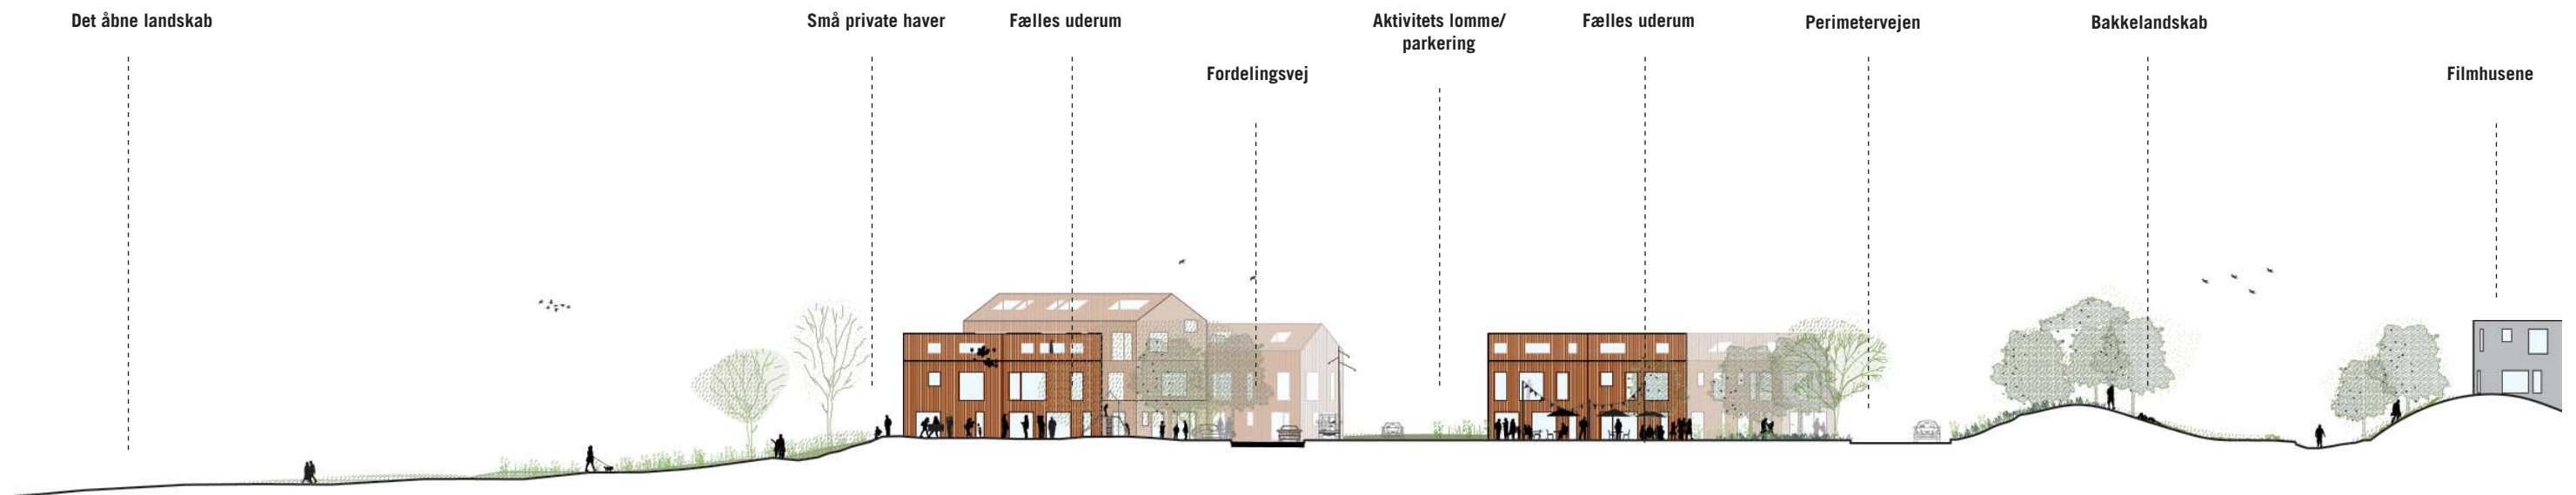 Det åbne landskab
Små private haver
Fælles uderum
Fordelingsvej
Aktivitets lomme/
parkering
Fælles uderum
Perimetervejen
Bakkelandskab
Filmhusene